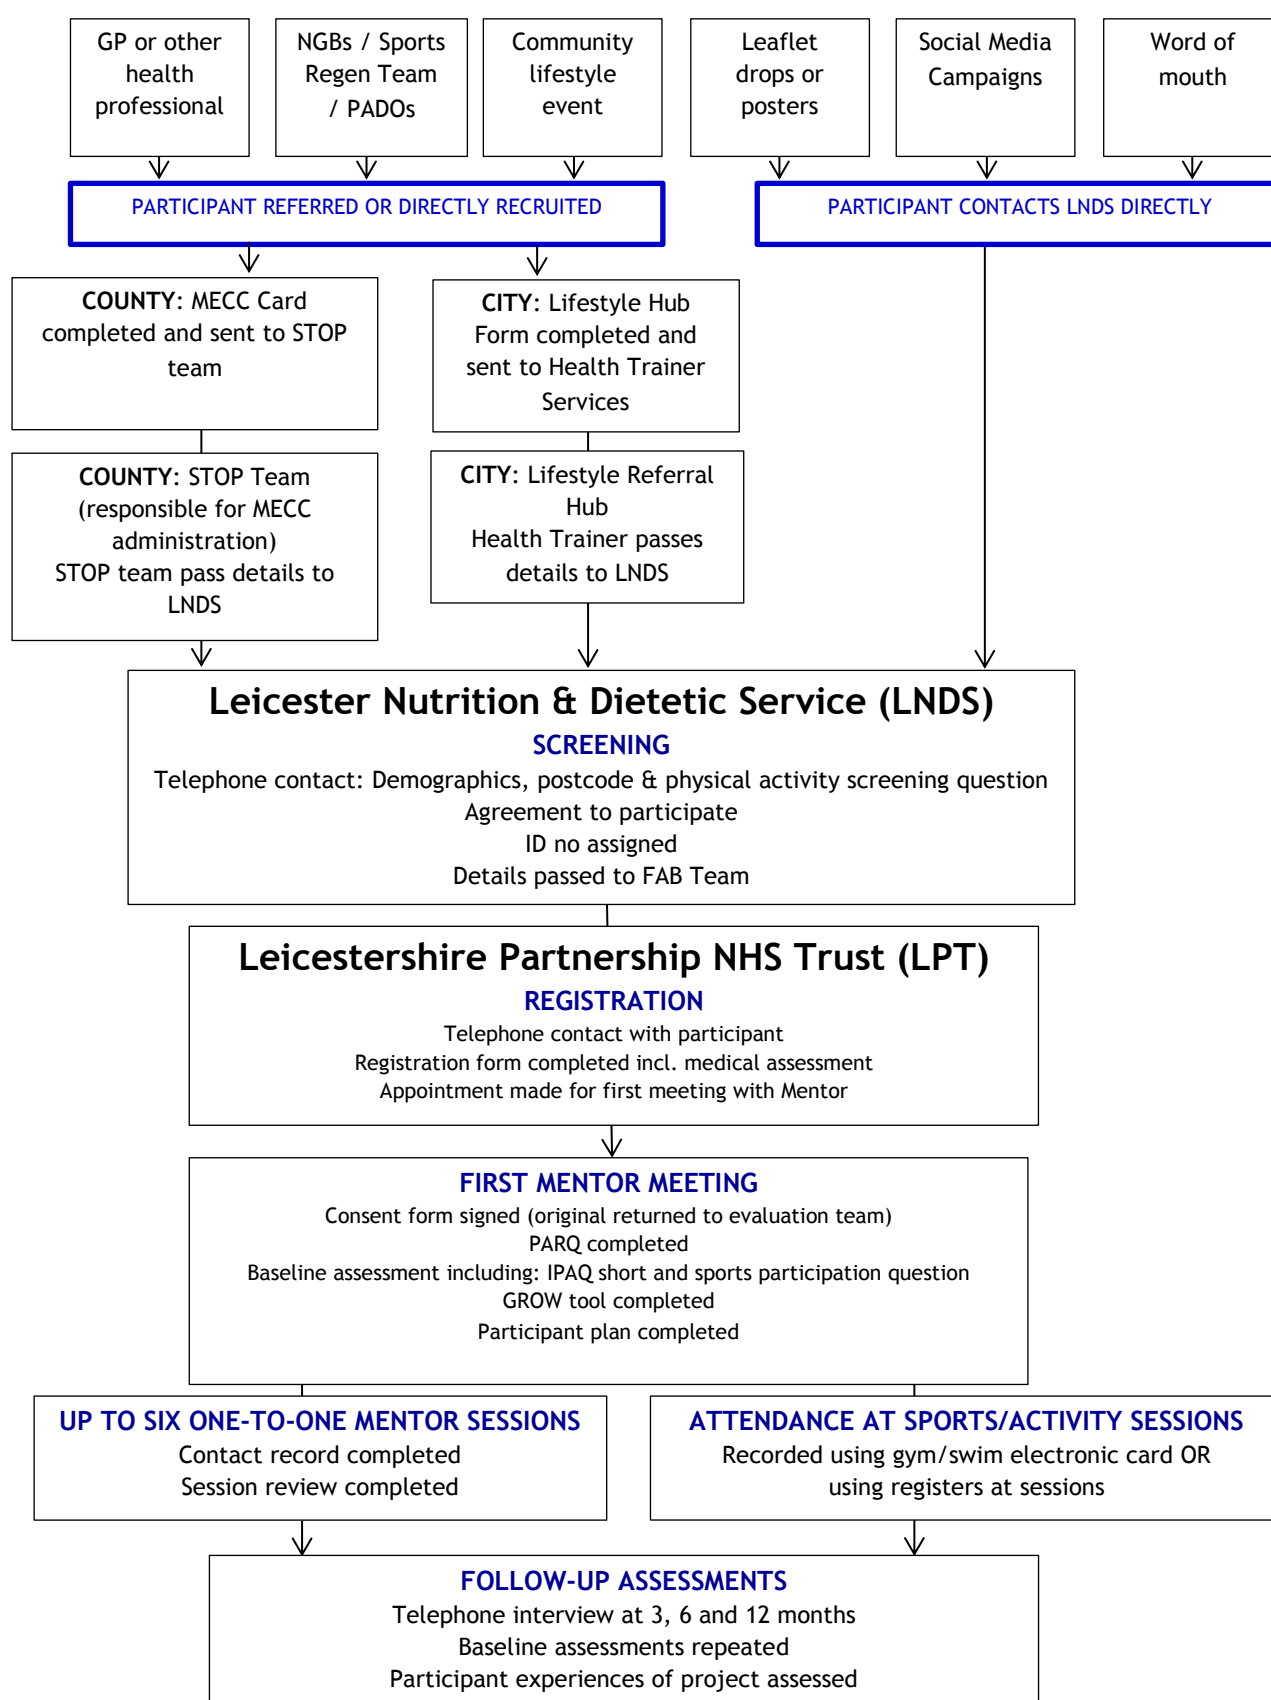 GP or other
health
professional
NGBs / Sports
Regen Team
/ PADOs
Community
lifestyle
event
Leaflet
drops or
posters
Social Media
Campaigns
Word of
mouth
PARTICIPANT REFERRED OR DIRECTLY RECRUITED
PARTICIPANT CONTACTS LNDS DIRECTLY
COUNTY: MECC Card
completed and sent to STOP
team
CITY: Lifestyle Hub
Form completed and
sent to Health Trainer
Services
COUNTY: STOP Team
(responsible for MECC
administration)
STOP team pass details to
LNDS
CITY: Lifestyle Referral
Hub
Health Trainer passes
details to LNDS
Leicester Nutrition & Dietetic Service (LNDS)
SCREENING
Telephone contact: Demographics, postcode & physical activity screening question
Agreement to participate
ID no assigned
Details passed to FAB Team
Leicestershire Partnership NHS Trust (LPT)
REGISTRATION
Telephone contact with participant
Registration form completed incl. medical assessment
Appointment made for first meeting with Mentor
FIRST MENTOR MEETING
Consent form signed (original returned to evaluation team)
PARQ completed
Baseline assessment including: IPAQ short and sports participation question
GROW tool completed
Participant plan completed
UP TO SIX ONE-TO-ONE MENTOR SESSIONS
Contact record completed
Session review completed
ATTENDANCE AT SPORTS/ACTIVITY SESSIONS
Recorded using gym/swim electronic card OR
using registers at sessions
FOLLOW-UP ASSESSMENTS
Telephone interview at 3, 6 and 12 months
Baseline assessments repeated
Participant experiences of project assessed